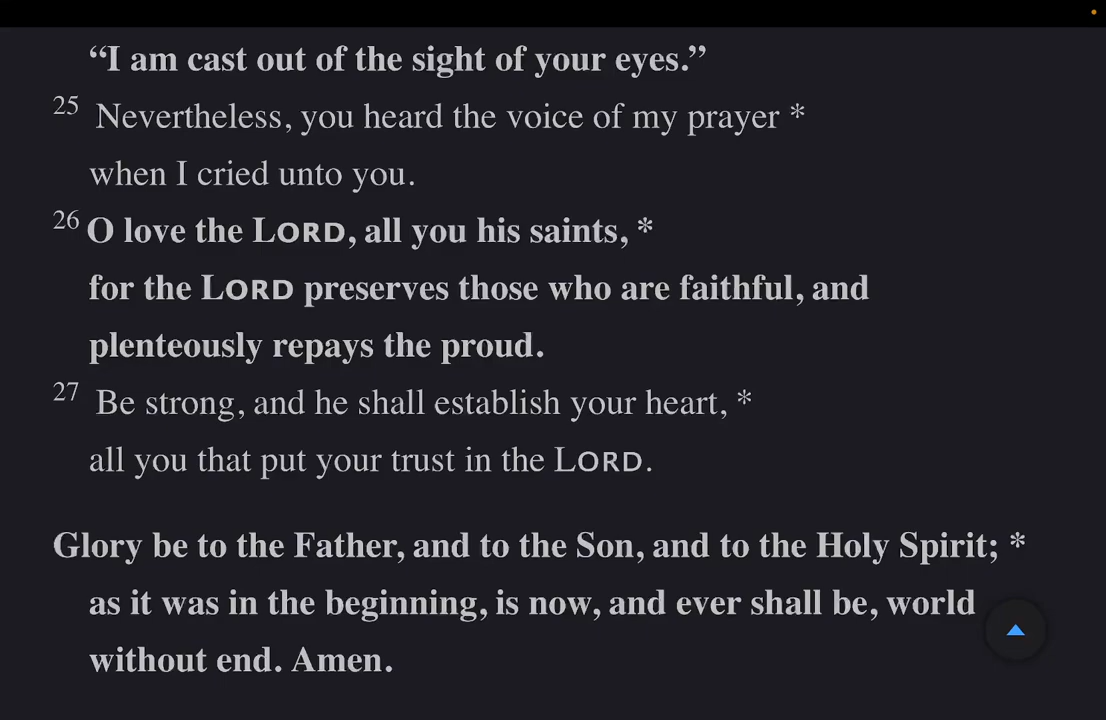 “I am cast out of the sight of your eyes.”
25 Nevertheless, you heard the voice of my prayer *
when I cried unto you.
26 O love the LORD, all you his saints, *
for the LORD preserves those who are faithful, and
plenteously repays the proud.
27 Be strong, and he shall establish your heart, *
all you that put your trust in the LORD.
Glory be to the Father, and to the Son, and to the Holy Spirit; *
as it was in the beginning, is now, and ever shall be, world
without end. Amen.